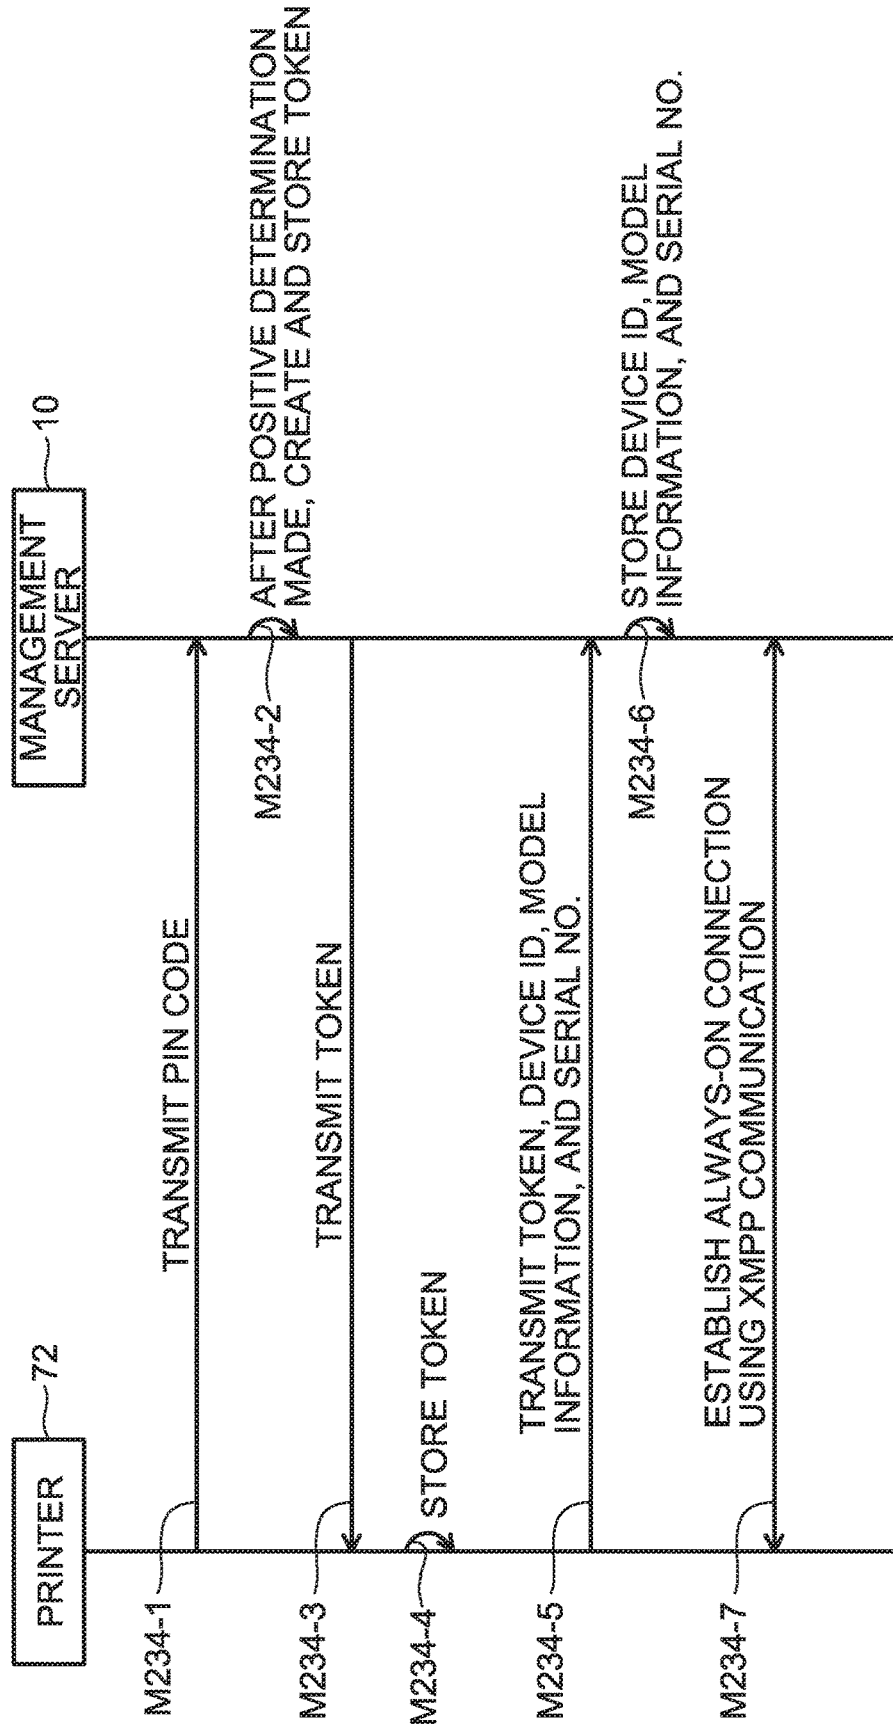 PRINTER
72
MANAGEMENT
SERVER
10
M234-1
TRANSMIT PIN CODE
M234-2
AFTER POSITIVE DETERMINATION
MADE, CREATE AND STORE TOKEN
M234-3
TRANSMIT TOKEN
M234-4
STORE TOKEN
M234-5
TRANSMIT TOKEN, DEVICE ID, MODEL
INFORMATION, AND SERIAL NO.
M234-6
STORE DEVICE ID, MODEL
INFORMATION, AND SERIAL NO.
M234-7
ESTABLISH ALWAYS-ON CONNECTION
USING XMPP COMMUNICATION